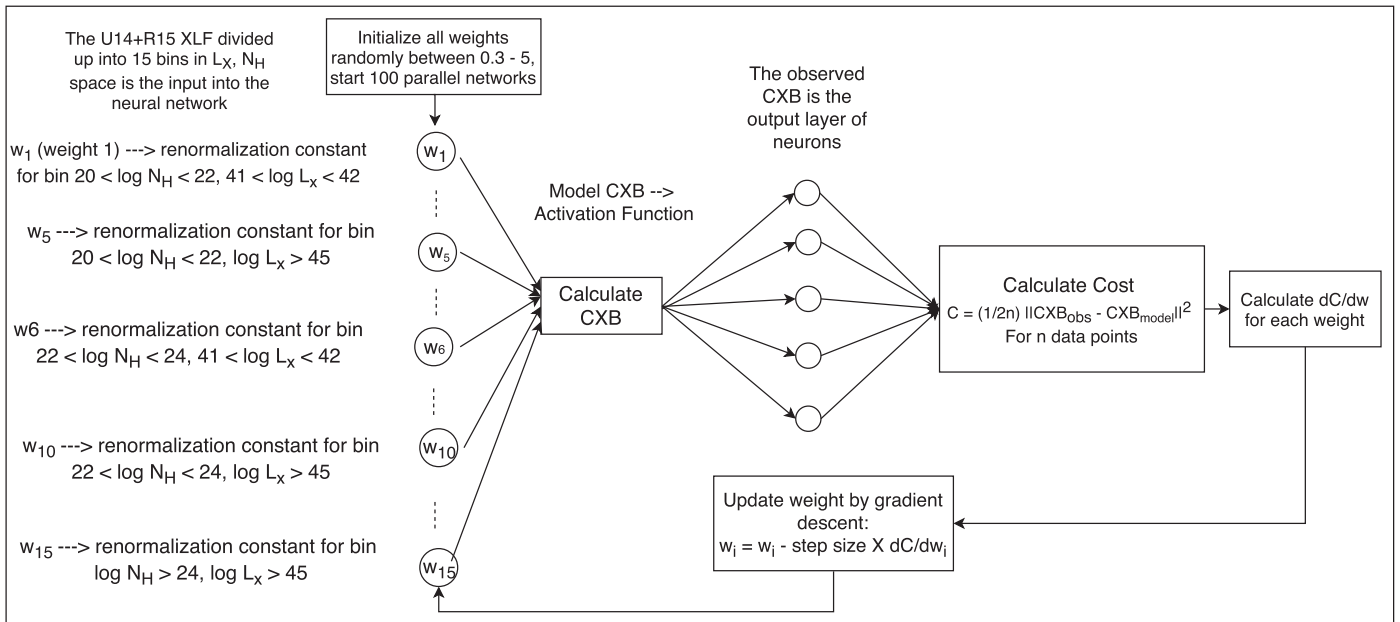 The U14+R15 XLF divided
up into 15 bins in L_X, N_H
space is the input into the
neural network
Initialize all weights
randomly between 0.3 - 5,
start 100 parallel networks
w_1 (weight 1) ---> renormalization constant
for bin 20 < log N_H < 22, 41 < log L_x < 42
w_5 ---> renormalization constant for bin
20 < log N_H < 22, log L_x > 45
w6 ---> renormalization constant for bin
22 < log N_H < 24, 41 < log L_x < 42
w_10 ---> renormalization constant for bin
22 < log N_H < 24, log L_x > 45
w_15 ---> renormalization constant for bin
log N_H > 24, log L_x > 45
w_1
w_5
w_6
w_10
w_15
Model CXB -->
Activation Function
Calculate
CXB
The observed
CXB is the
output layer of
neurons
Calculate Cost
C = (1/2n) ||CXB_obs - CXB_model||^2
For n data points
Calculate dC/dw
for each weight
Update weight by gradient
descent:
w_i = w_i - step size X dC/dw_i